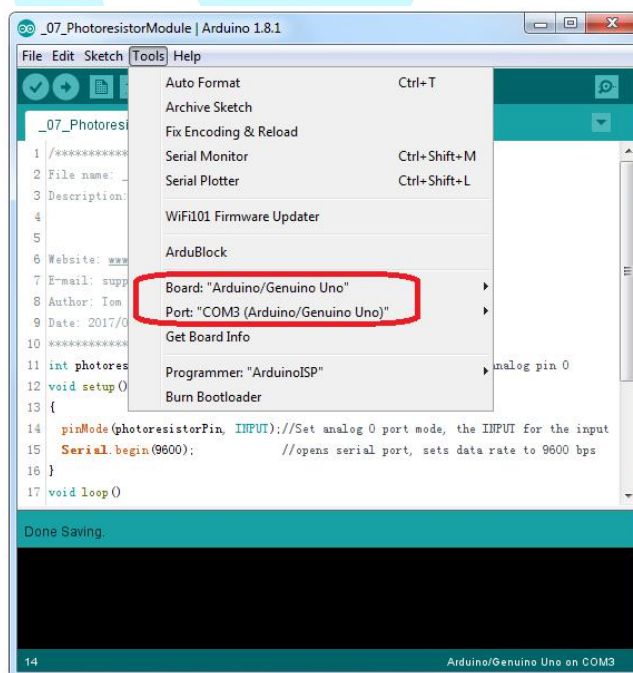 _07_PhotoresistorModule | Arduino 1.8.1
File Edit Sketch Tools Help
Auto Format Ctrl+T
Archive Sketch
_07_Photoresi Fix Encoding & Reload
1 /*********** Serial Monitor Ctrl+Shift+M
2 File name: _ Serial Plotter Ctrl+Shift+L
3 Description:
4 WiFi101 Firmware Updater
5
ArduBlock
6 Website: www
7 E-mail: supp Board: "Arduino/Genuino Uno"
8 Author: Tom Port: "COM3 (Arduino/Genuino Uno)"
9 Date: 2017/0 Get Board Info
10 ***********
11 int photores Programmer: "ArduinoISP" nalog pin 0
12 void setup() Burn Bootloader
13 {
14 pinMode(photoresistorPin, INPUT);//Set analog 0 port mode, the INPUT for the input
15 Serial.begin(9600); //opens serial port, sets data rate to 9600 bps
16 }
17 void loop()
Done Saving.
14 Arduino/Genuino Uno on COM3